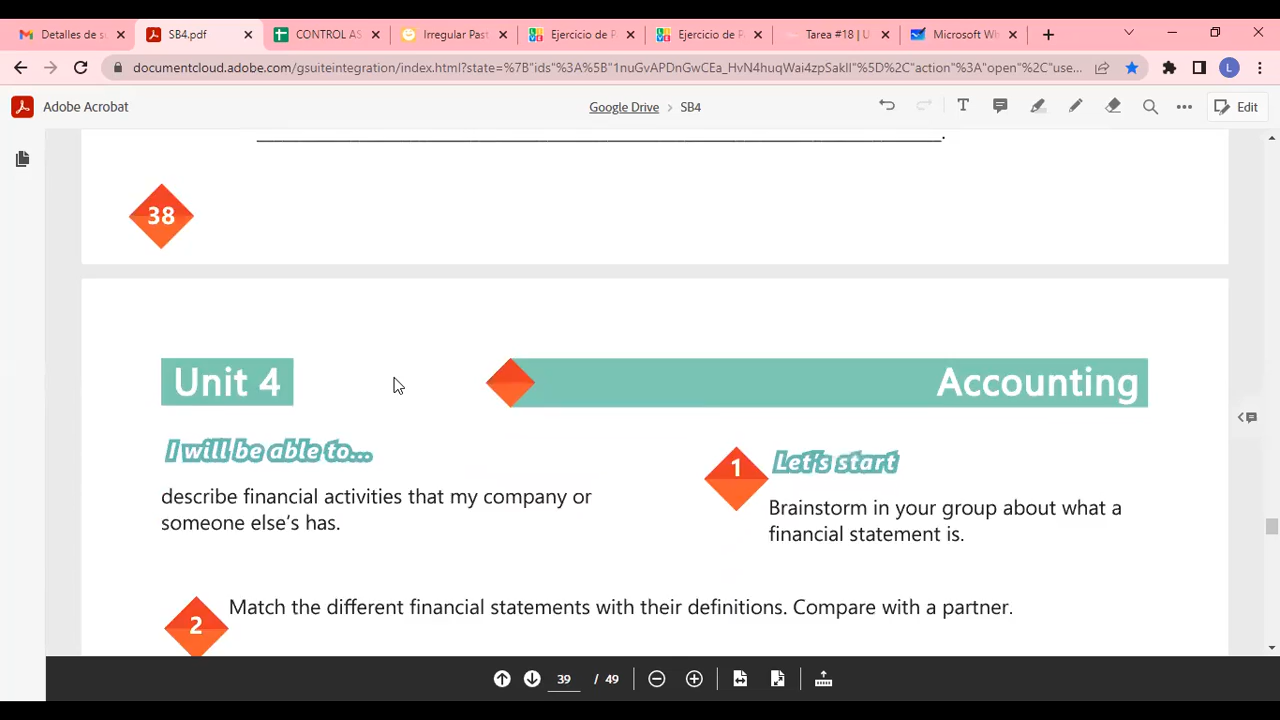 Detalles de s
SB4.pdf
CONTROL AS
Irregular Past
Ejercicio de P
Ejercicio de P
Tarea #18 | U
Microsoft Wh
documentcloud.adobe.com/gsuiteintegration/index.html?state=%7B"ids"%3A%5B"1nuGvAPDnGwCEa_HvN4huqWai4zpSakIl"%5D%2C"action"%3A"open"%2C"use...
L
Adobe Acrobat
Google Drive > SB4
Edit
38
Unit 4
Accounting
I will be able to...
describe financial activities that my company or
someone else's has.
1
Let's start
Brainstorm in your group about what a
financial statement is.
2
Match the different financial statements with their definitions. Compare with a partner.
39 / 49